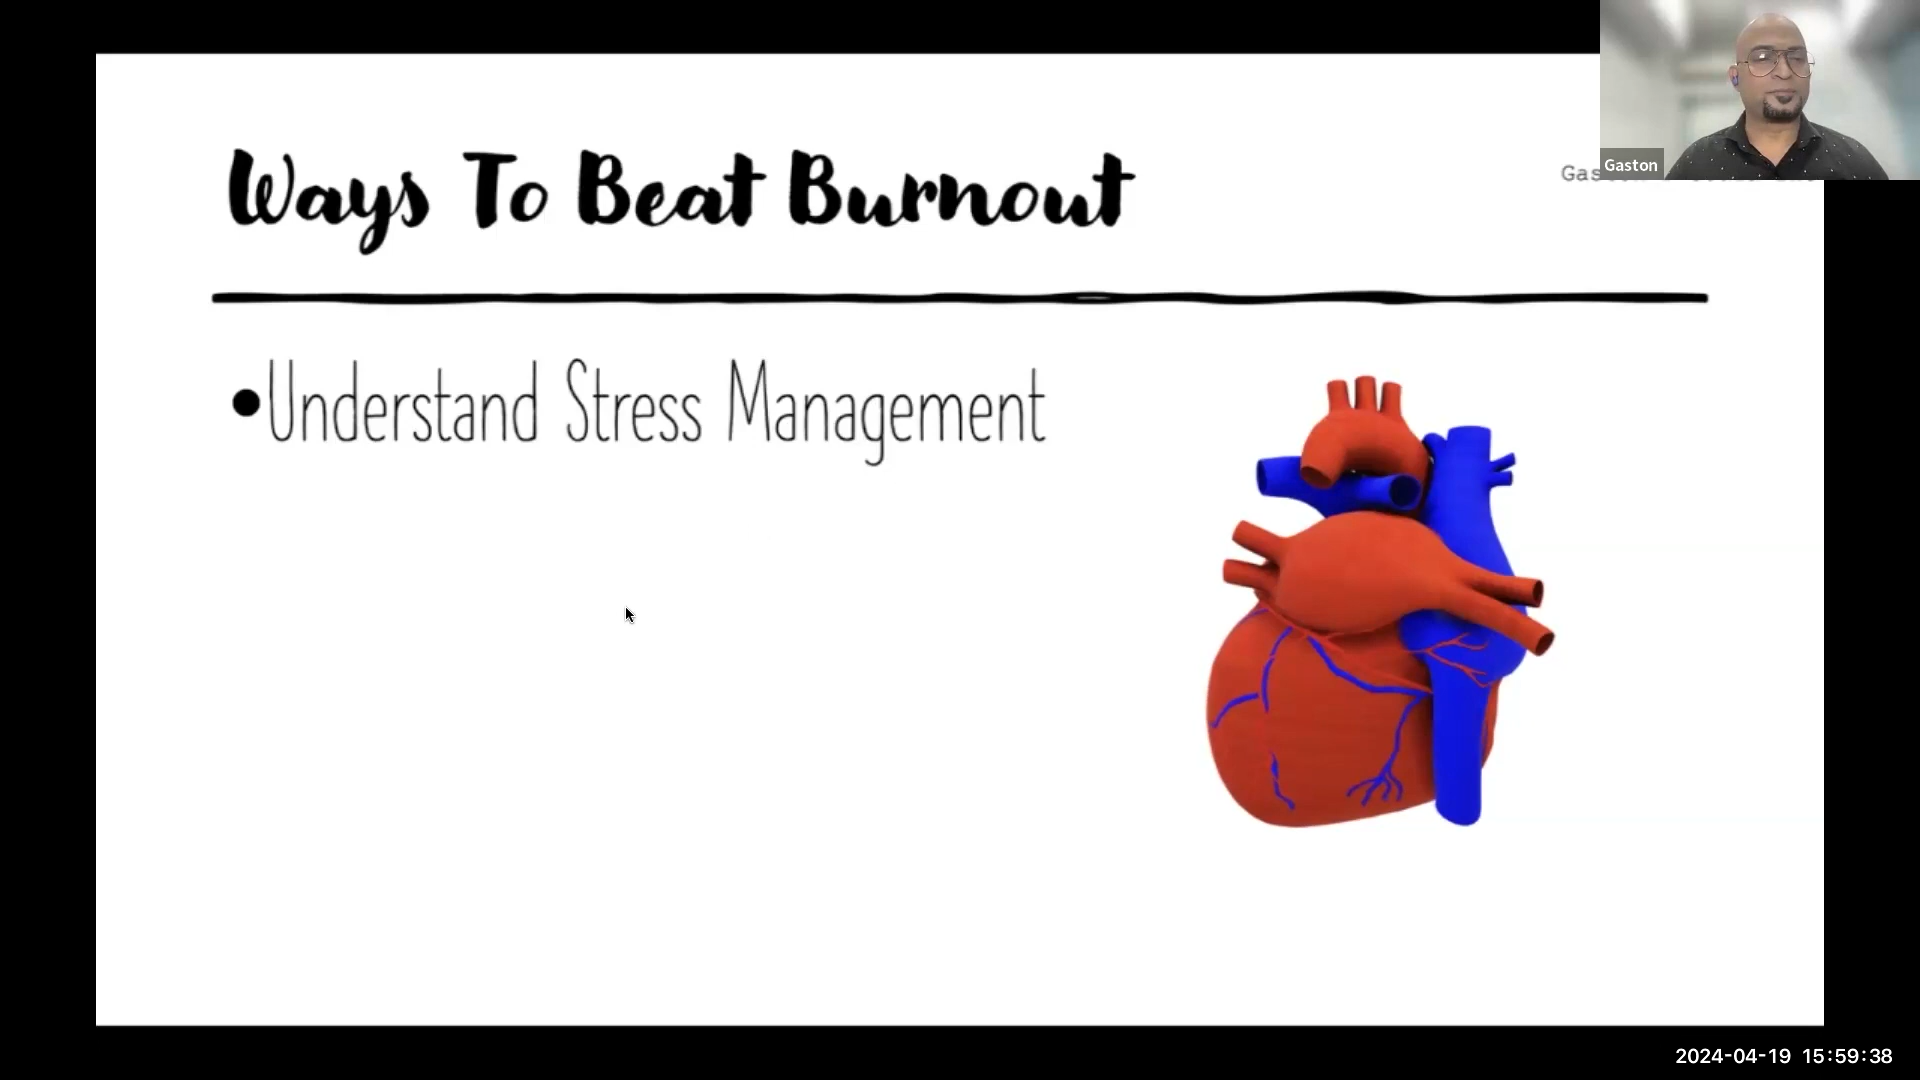 Ways To Beat Burnout
Gaston
•Understand Stress Management
2024-04-19 15:59:38